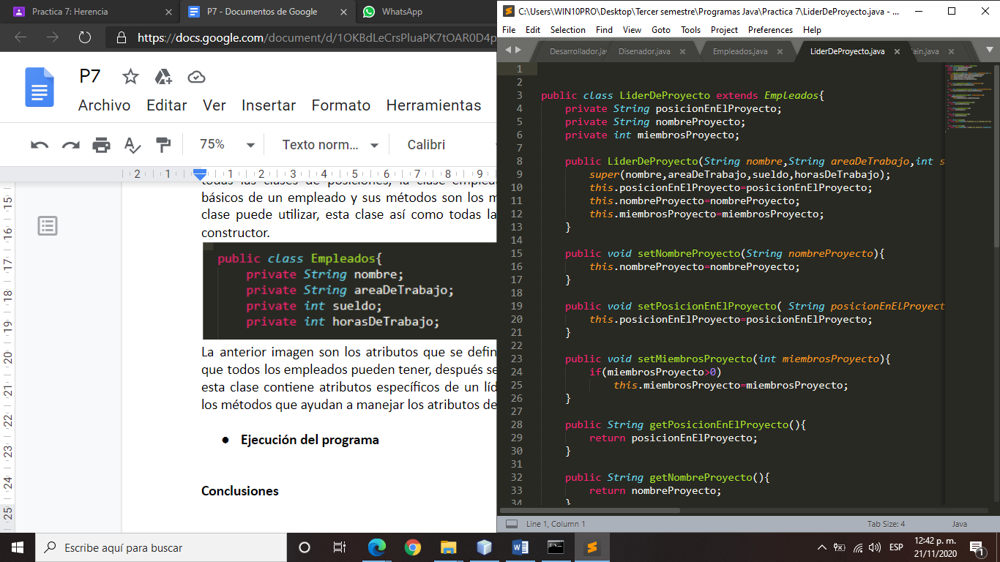 Practica 7: Herencia
P7 - Documentos de Google
WhatsApp
https://docs.google.com/document/d/1OKBdLeCrsPluaPK7tOAR0D4p
P7
Archivo Editar Ver Insertar Formato Herramientas
75% Texto norm... Calibri
2 1 1 2 3 4 5 6 7 8 9
15
16
17
18
19
20
21
22
23
24
25
todas las clases de posiciones, la clase emplead
básicos de un empleado y sus métodos son los m
clase puede utilizar, esta clase así como todas la
constructor.
public class Empleados{
private String nombre;
private String areaDeTrabajo;
private int sueldo;
private int horasDeTrabajo;
La anterior imagen son los atributos que se defin
que todos los empleados pueden tener, después se
esta clase contiene atributos específicos de un líd
los métodos que ayudan a manejar los atributos de
● Ejecución del programa
Conclusiones
C:\Users\WIN10PRO\Desktop\Tercer semestre\Programas Java\Practica 7\LiderDeProyecto.java - ...
File Edit Selection Find View Goto Tools Project Preferences Help
Desarrollador.jav Disenador.java Empleados.java LiderDeProyecto.java ain.java
1
2
3 public class LiderDeProyecto extends Empleados{
4 private String posicionEnElProyecto;
5 private String nombreProyecto;
6 private int miembrosProyecto;
7
8 public LiderDeProyecto(String nombre,String areaDeTrabajo,int s
9 super(nombre,areaDeTrabajo,sueldo,horasDeTrabajo);
10 this.posicionEnElProyecto=posicionEnElProyecto;
11 this.nombreProyecto=nombreProyecto;
12 this.miembrosProyecto=miembrosProyecto;
13 }
14
15 public void setNombreProyecto(String nombreProyecto){
16 this.nombreProyecto=nombreProyecto;
17 }
18
19 public void setPosicionEnElProyecto( String posicionEnElProyect
20 this.posicionEnElProyecto=posicionEnElProyecto;
21 }
22
23 public void setMiembrosProyecto(int miembrosProyecto){
24 if(miembrosProyecto>0)
25 this.miembrosProyecto=miembrosProyecto;
26 }
27
28 public String getPosicionEnElProyecto(){
29 return posicionEnElProyecto;
30 }
31
32 public String getNombreProyecto(){
33 return nombreProyecto;
34 }
Line 1, Column 1 Tab Size: 4 Java
Escribe aquí para buscar
ESP
12:42 p. m.
21/11/2020
1